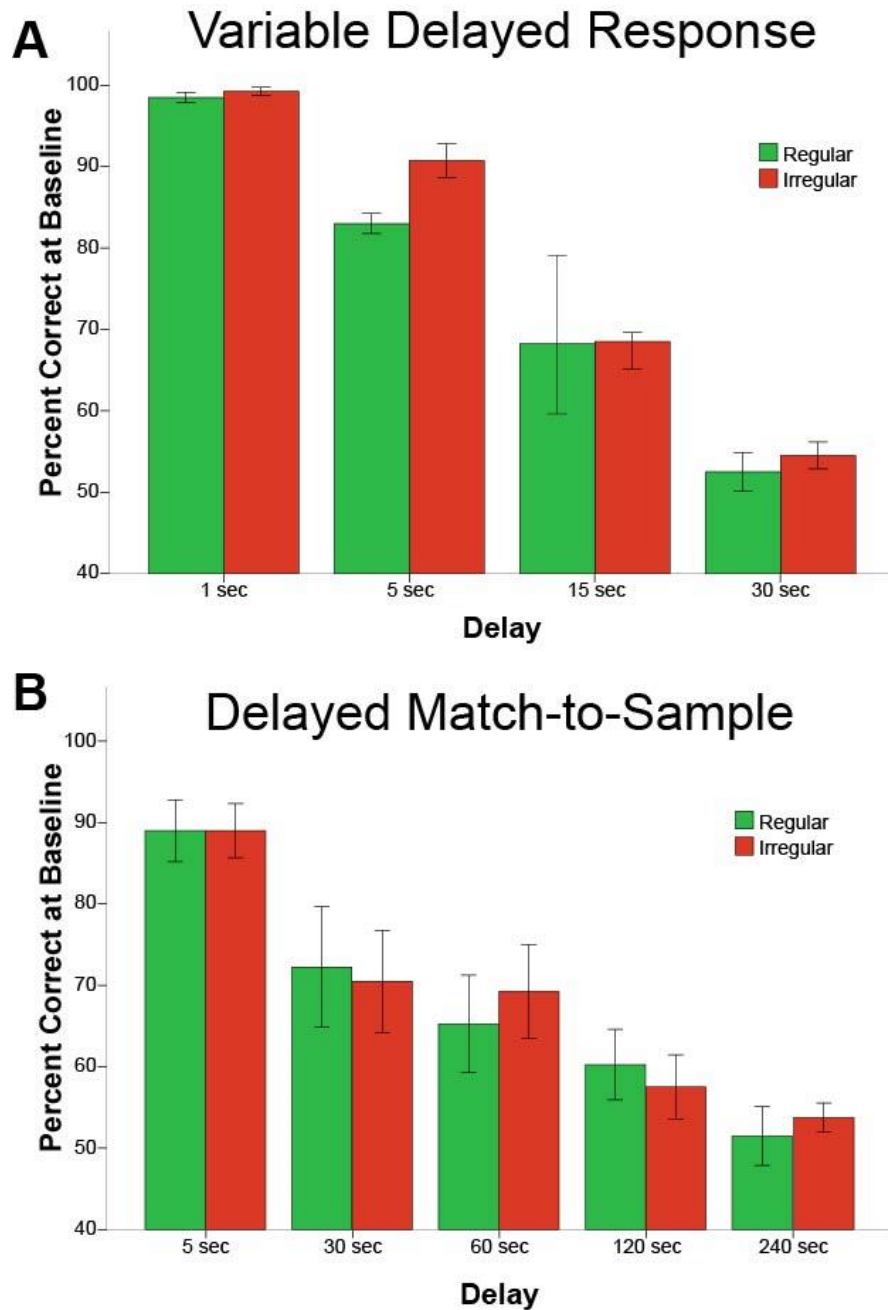 A
Variable Delayed Response
Percent Correct at Baseline
100
90
80
70
60
50
40
Regular
Irregular
1 sec
5 sec
15 sec
30 sec
Delay
B
Delayed Match-to-Sample
Percent Correct at Baseline
100
90
80
70
60
50
40
Regular
Irregular
5 sec
30 sec
60 sec
120 sec
240 sec
Delay